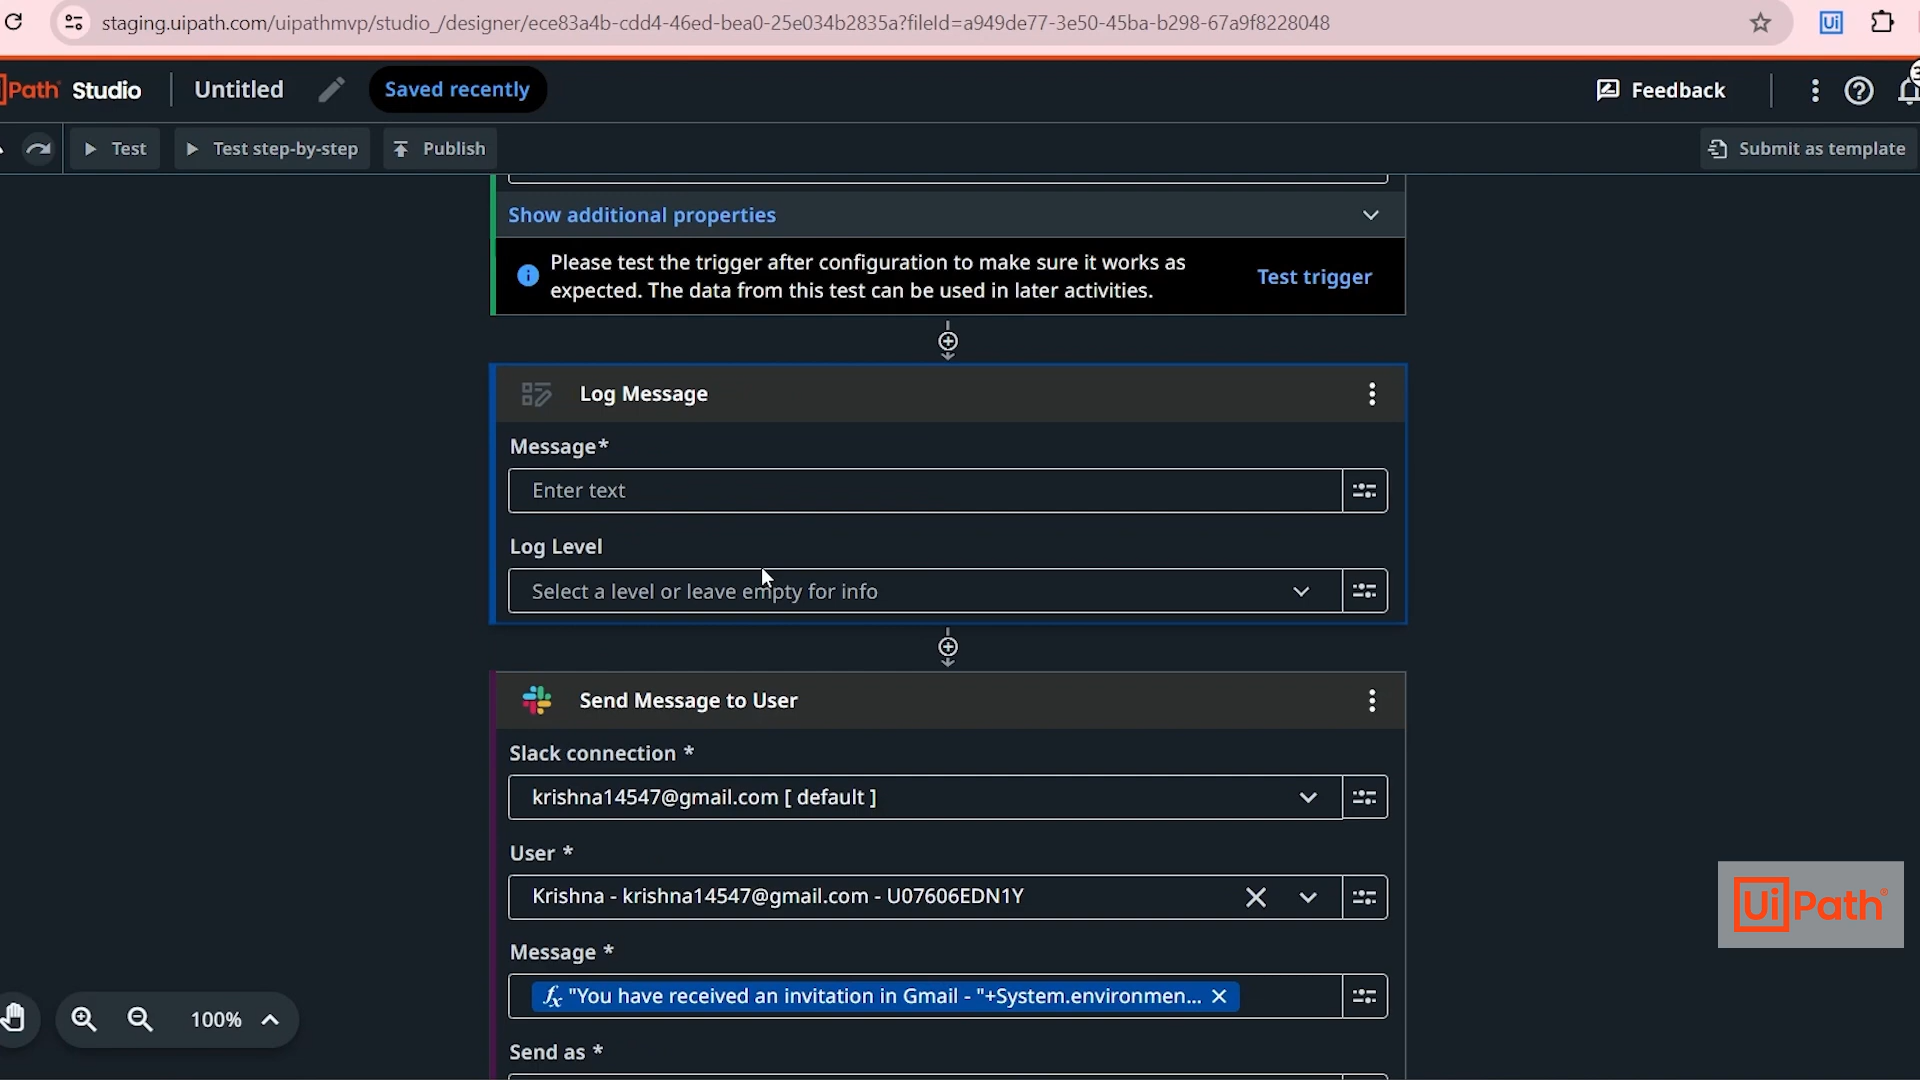 staging.uipath.com/uipathmvp/studio_/designer/ece83a4b-cdd4-46ed-bea0-25e034b2835a?fileId=a949de77-3e50-45ba-b298-67a9f8228048
Ui
Path Studio
Untitled
Saved recently
Feedback
Test
Test step-by-step
Publish
Submit as template
Show additional properties
Please test the trigger after configuration to make sure it works as
expected. The data from this test can be used in later activities.
Test trigger
Log Message
Message*
Enter text
Log Level
Select a level or leave empty for info
Send Message to User
Slack connection *
krishna14547@gmail.com [ default ]
User *
Krishna - krishna14547@gmail.com - U07606EDN1Y
Message *
fx "You have received an invitation in Gmail - "+System.environmen...
UiPath®
100%
Send as *